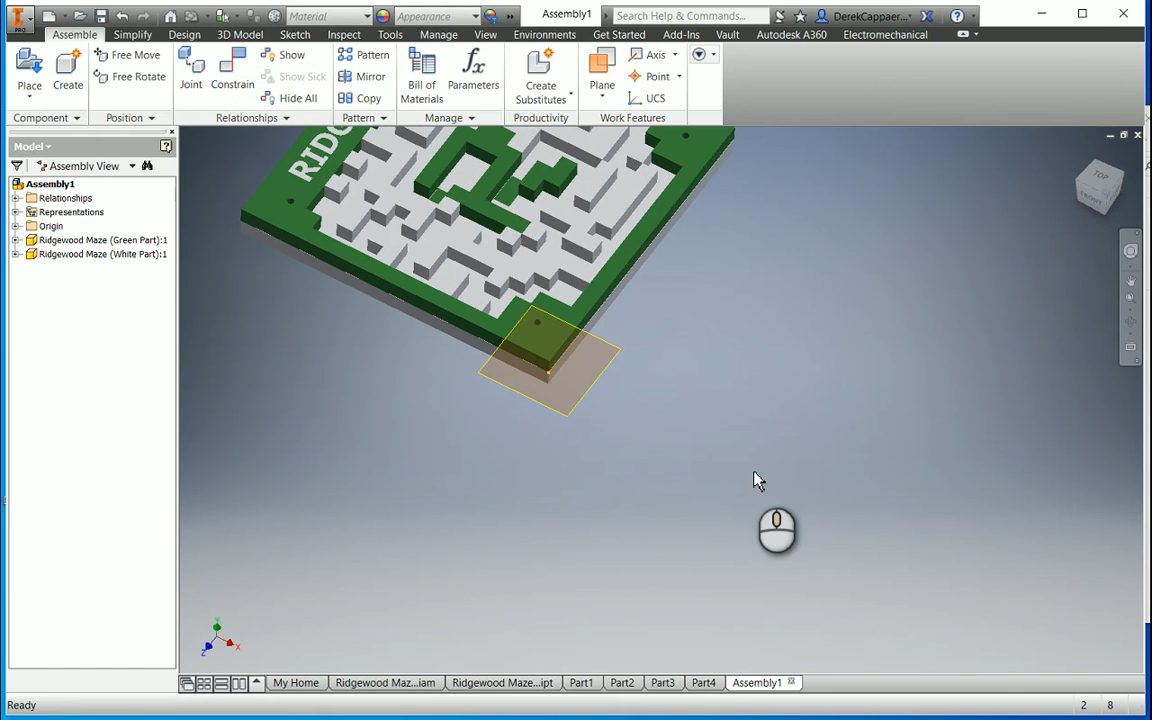 Material
Appearance
Assembly1
Search Help & Commands...
DerekCappaer...
PRO
Assemble
Simplify
Design
3D Model
Sketch
Inspect
Tools
Manage
View
Environments
Get Started
Add-Ins
Vault
Autodesk A360
Electromechanical
Place
Create
Free Move
Free Rotate
Joint
Constrain
Show
Show Sick
Hide All
Pattern
Mirror
Copy
Bill of
Materials
Parameters
Create
Substitutes
Plane
Axis
Point
UCS
Component
Position
Relationships
Pattern
Manage
Productivity
Work Features
Model
Assembly View
Assembly1
Relationships
Representations
Origin
Ridgewood Maze (Green Part):1
Ridgewood Maze (White Part):1
RIDG
TOP
FRONT
Y
X
Z
My Home
Ridgewood Maz...iam
Ridgewood Maze...ipt
Part1
Part2
Part3
Part4
Assembly1
Ready
2 8